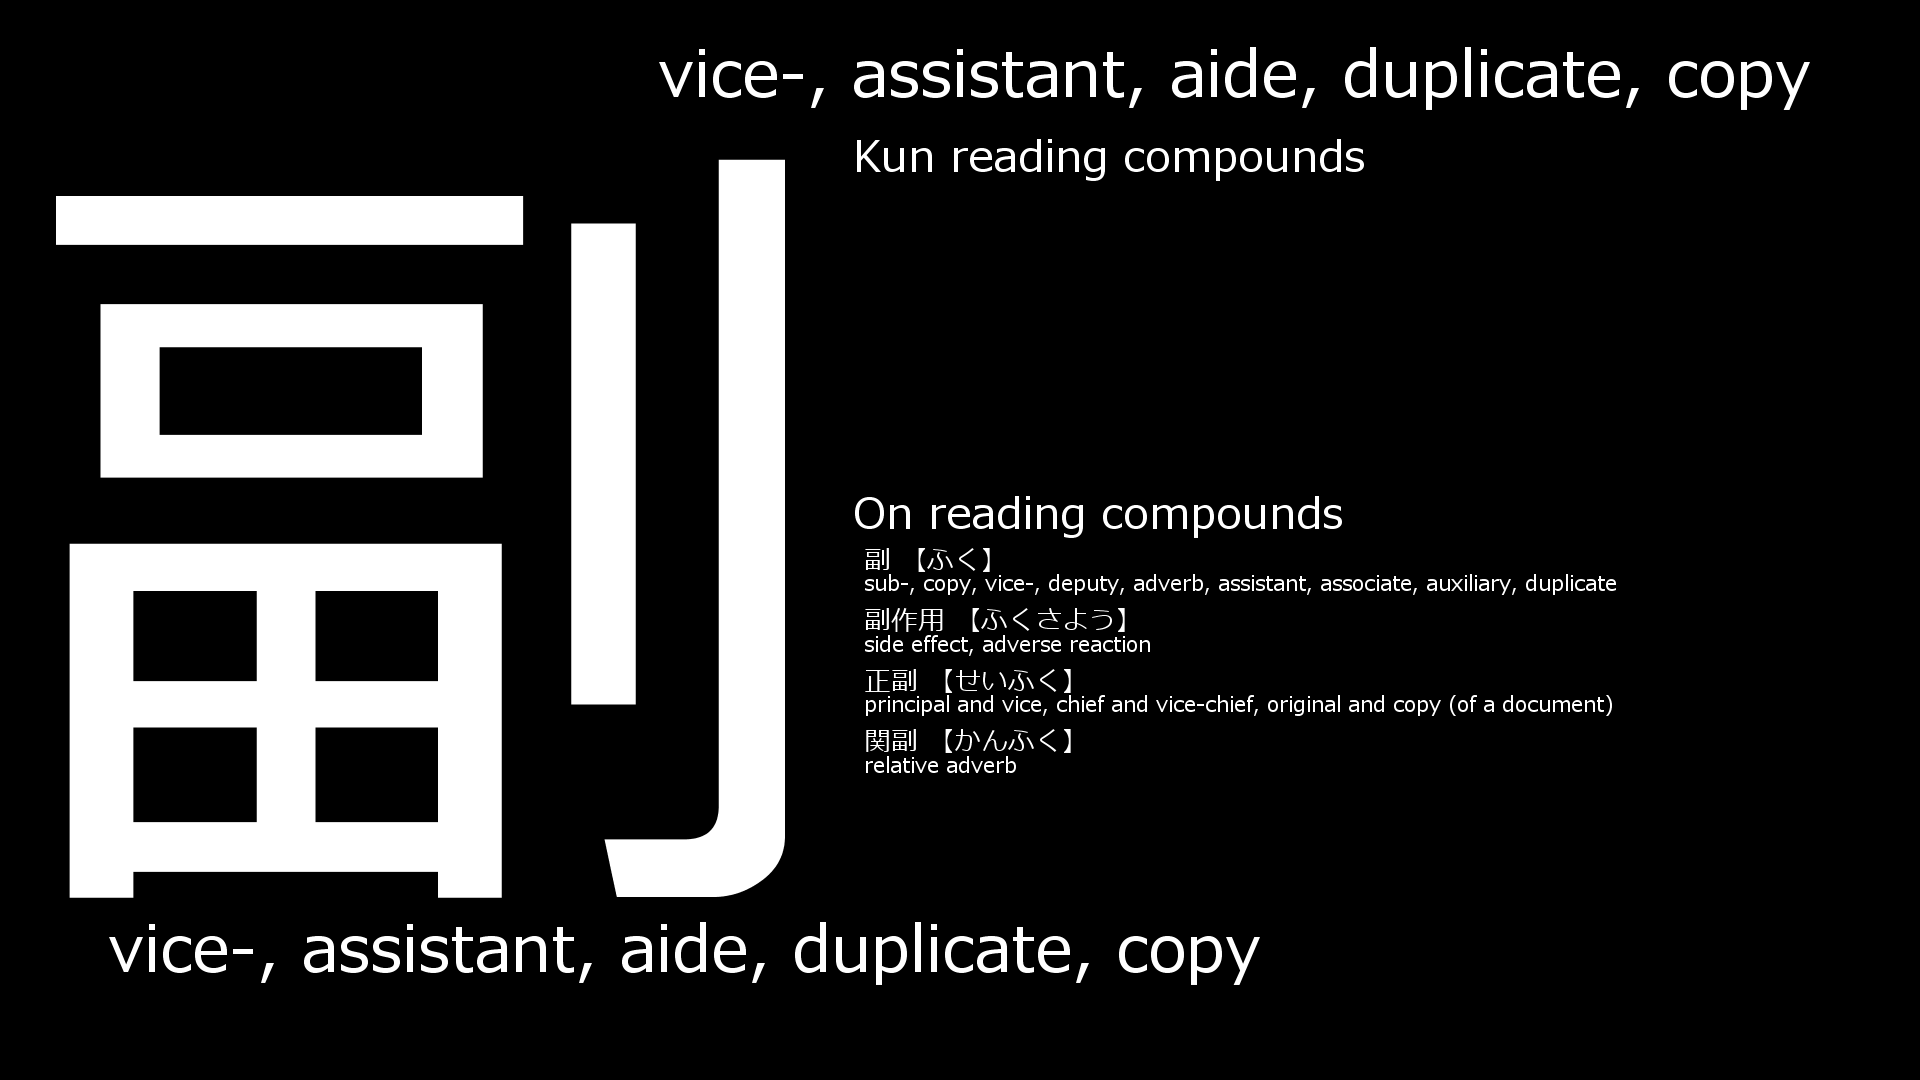 vice-, assistant, aide, duplicate, copy
副
Kun reading compounds
On reading compounds
副 【ふく】
sub-, copy, vice-, deputy, adverb, assistant, associate, auxiliary, duplicate
副作用 【ふくさよう】
side effect, adverse reaction
正副 【せいふく】
principal and vice, chief and vice-chief, original and copy (of a document)
関副 【かんふく】
relative adverb
vice-, assistant, aide, duplicate, copy